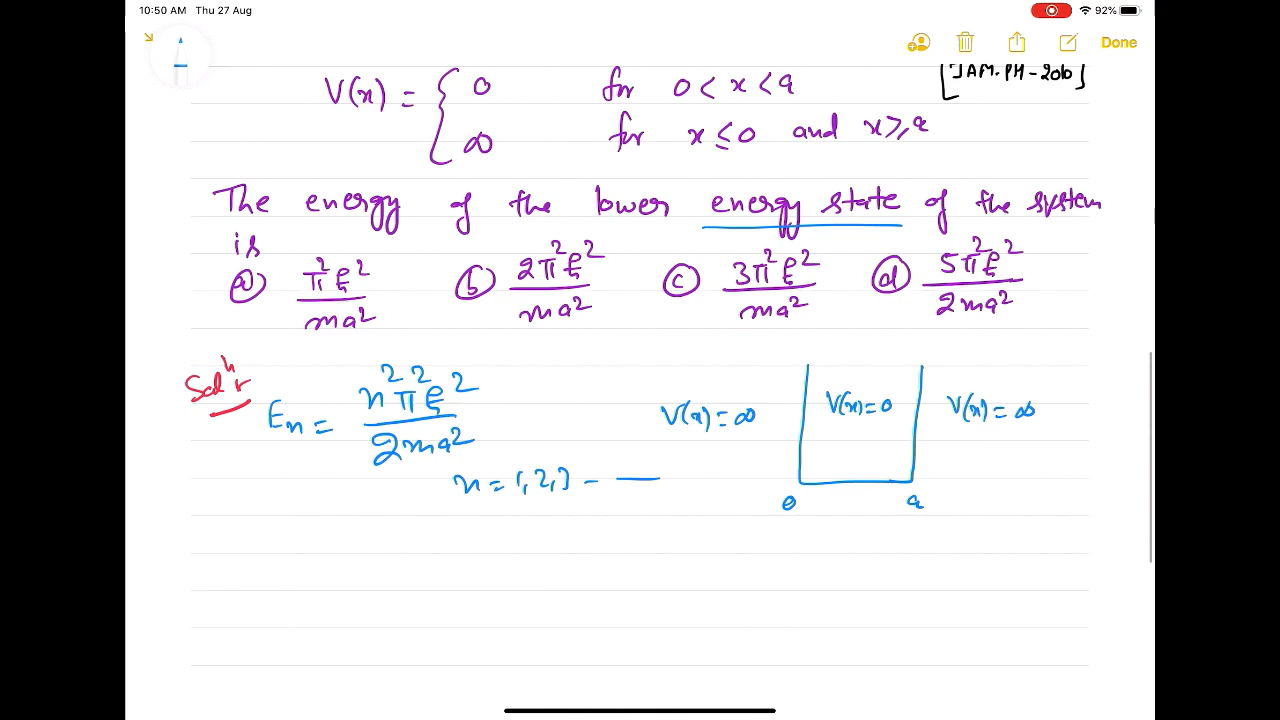 10:50 AM Thu 27 Aug 92%
Done
[JAM.PH-2010]
V(x) = { 0 for 0 < x < a
∞ for x ≤ 0 and x ≥ a
The energy of the lower energy state of the system
is
(a) π²ℏ²/ma² (b) 2π²ℏ²/ma² (c) 3π²ℏ²/ma² (d) 5π²ℏ²/2ma²
Solⁿ:
Eₙ = n²π²ℏ²/2ma²
n = 1, 2, 3 - —
V(x) = ∞ V(x)=0 V(x) = ∞
0 a